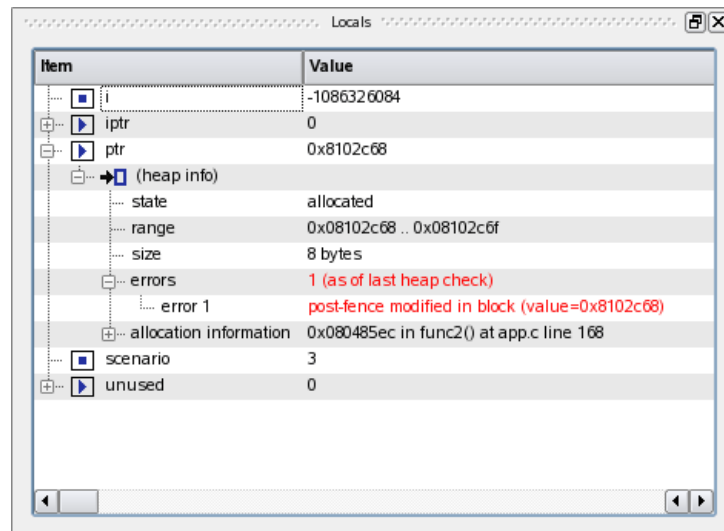 Locals
Item Value
i -1086326084
iptr 0
ptr 0x8102c68
(heap info)
state allocated
range 0x08102c68 .. 0x08102c6f
size 8 bytes
errors 1 (as of last heap check)
error 1 post-fence modified in block (value=0x8102c68)
allocation information 0x080485ec in func2() at app.c line 168
scenario 3
unused 0